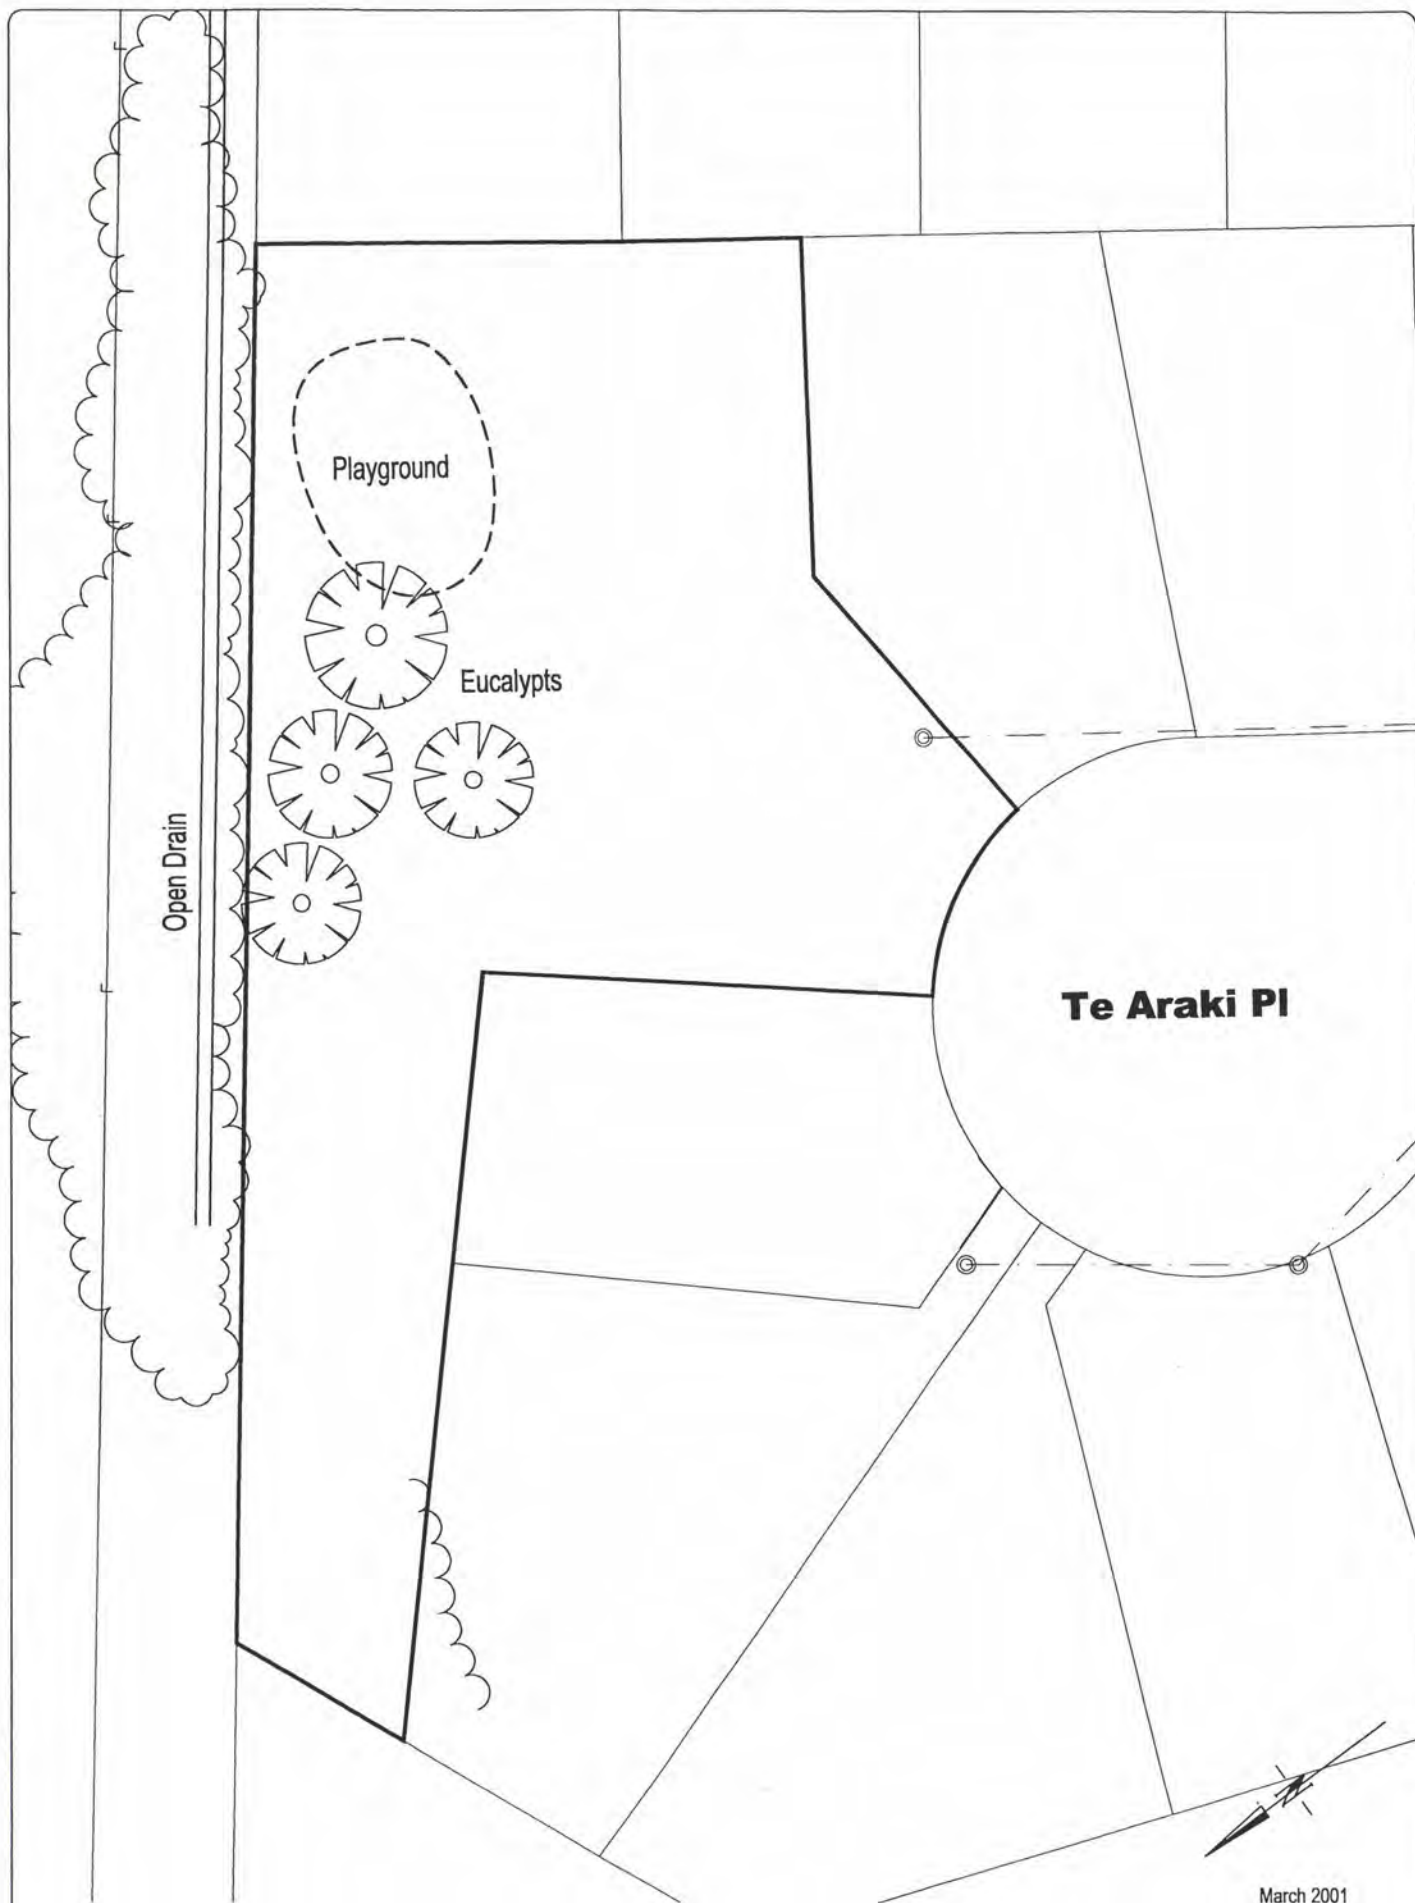 Playground
Eucalypts
Open Drain
Te Araki Pl
N
March 2001